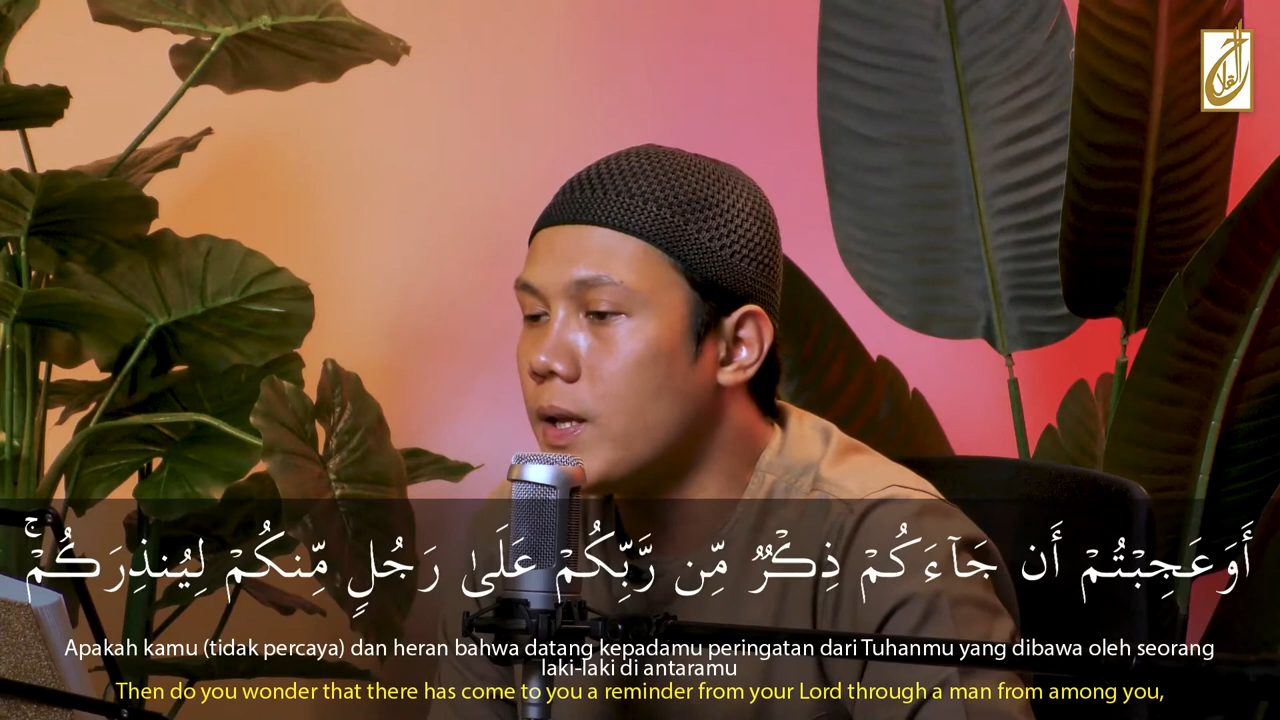 أَوَعَجِبْتُمْ أَن جَآءَكُمْ ذِكْرٌ مِّن رَّبِّكُمْ عَلَىٰ رَجُلٍ مِّنكُمْ لِيُنذِرَكُمْ ۚ
Apakah kamu (tidak percaya) dan heran bahwa datang kepadamu peringatan dari Tuhanmu yang dibawa oleh seorang
laki-laki di antaramu
Then do you wonder that there has come to you a reminder from your Lord through a man from among you,